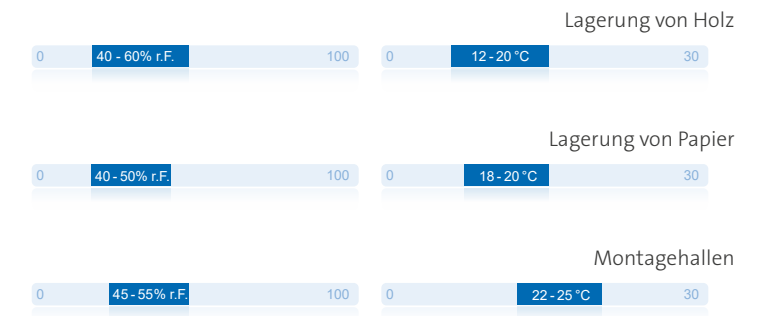 Lagerung von Holz
0 40 - 60% r.F. 100 0 12 - 20 °C 30
Lagerung von Papier
0 40 - 50% r.F. 100 0 18 - 20 °C 30
Montagehallen
0 45 - 55% r.F. 100 0 22 - 25 °C 30